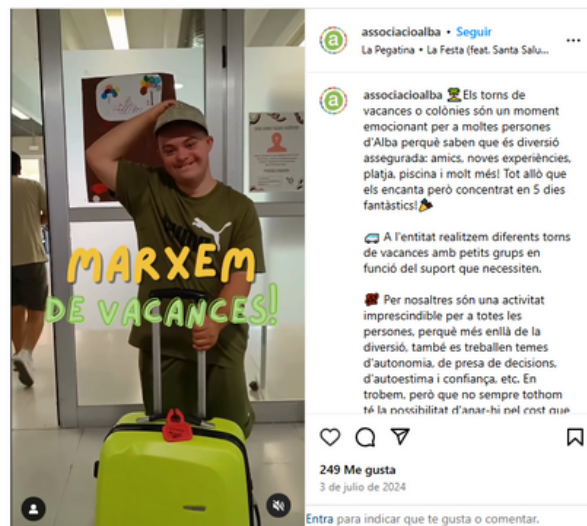 MARXEM
DE VACANCES!
PUMA
associacioalba • Seguir
La Pegatina • La Festa (feat. Santa Salu...
associacioalba Els torns de
vacances o colònies són un moment
emocionant per a moltes persones
d'Alba perquè saben que és diversió
assegurada: amics, noves experiències,
platja, piscina i molt més! Tot allò que
els encanta però concentrat en 5 dies
fantàstics!
A l'entitat realitzem diferents torns
de vacances amb petits grups en
funció del suport que necessiten.
Per nosaltres són una activitat
imprescindible per a totes les
persones, perquè més enllà de la
diversió, també es treballen temes
d'autonomia, de presa de decisions,
d'autoestima i confiança, etc. En
trobem, però que no sempre tothom
té la possibilitat d'anar-hi pel cost que
249 Me gusta
3 de julio de 2024
Entra para indicar que te gusta o comentar.